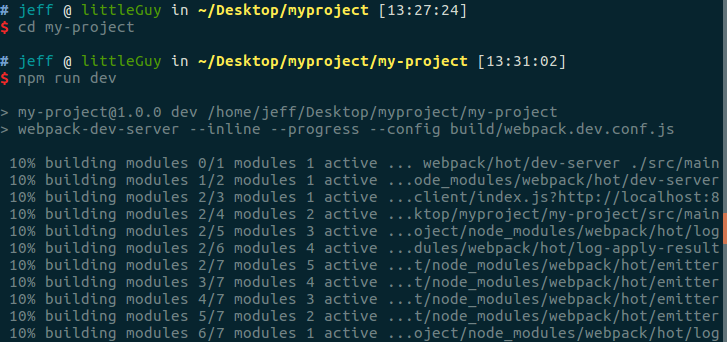 # jeff @ littleGuy in ~/Desktop/myproject [13:27:24]
$ cd my-project
# jeff @ littleGuy in ~/Desktop/myproject/my-project [13:31:02]
$ npm run dev
> my-project@1.0.0 dev /home/jeff/Desktop/myproject/my-project
> webpack-dev-server --inline --progress --config build/webpack.dev.conf.js
10% building modules 0/1 modules 1 active ... webpack/hot/dev-server ./src/main
10% building modules 1/2 modules 1 active ...ode_modules/webpack/hot/dev-server
10% building modules 2/3 modules 1 active ...client/index.js?http://localhost:8
10% building modules 2/4 modules 2 active ...ktop/myproject/my-project/src/main
10% building modules 2/5 modules 3 active ...oject/node_modules/webpack/hot/log
10% building modules 2/6 modules 4 active ...dules/webpack/hot/log-apply-result
10% building modules 2/7 modules 5 active ...t/node_modules/webpack/hot/emitter
10% building modules 3/7 modules 4 active ...t/node_modules/webpack/hot/emitter
10% building modules 4/7 modules 3 active ...t/node_modules/webpack/hot/emitter
10% building modules 5/7 modules 2 active ...t/node_modules/webpack/hot/emitter
10% building modules 6/7 modules 1 active ...oject/node_modules/webpack/hot/log